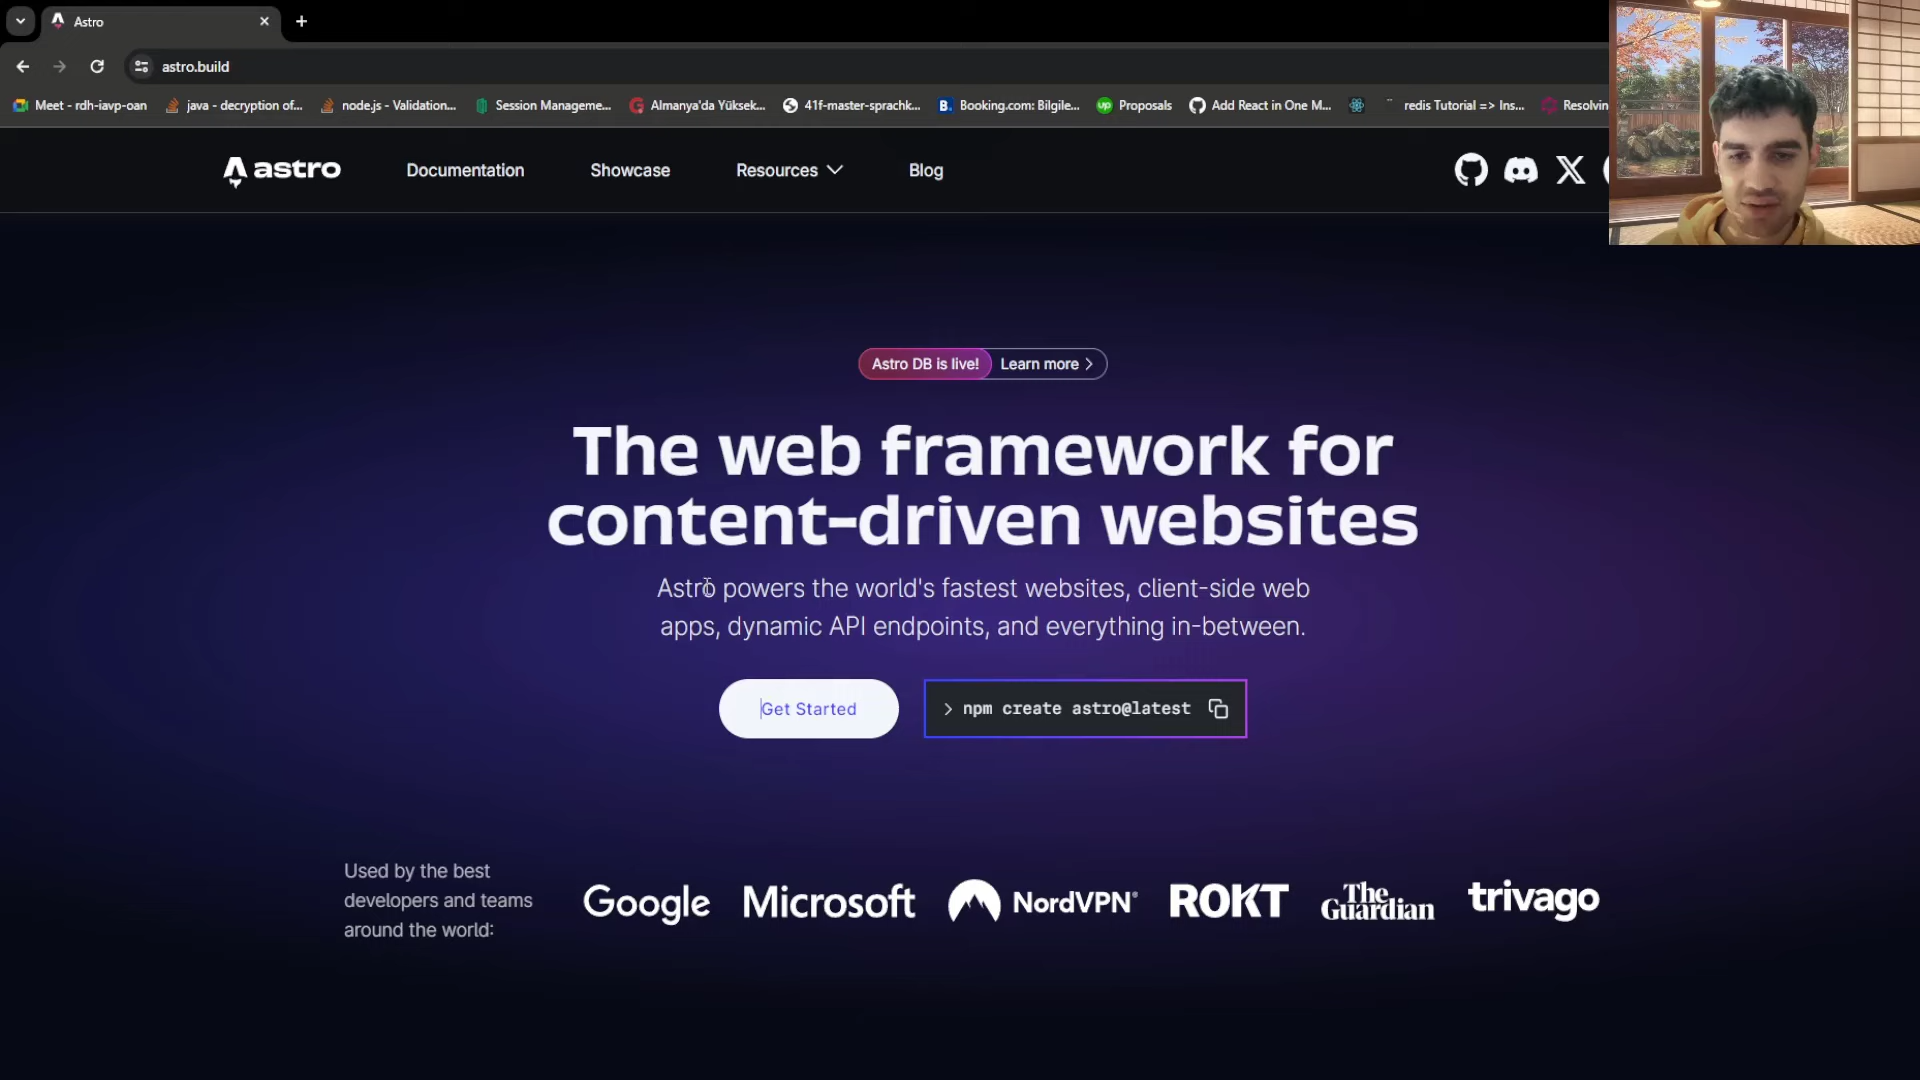 Astro
astro.build
Meet - rdh-iavp-oan
java - decryption of...
node.js - Validation...
Session Manageme...
Almanya'da Yüksek...
41f-master-sprachk...
Booking.com: Bilgile...
Proposals
Add React in One M...
redis Tutorial => Ins...
Resolvin
astro
Documentation
Showcase
Resources
Blog
Astro DB is live!
Learn more >
The web framework for
content-driven websites
Astro powers the world's fastest websites, client-side web
apps, dynamic API endpoints, and everything in-between.
Get Started
> npm create astro@latest
Used by the best
developers and teams
around the world:
Google
Microsoft
NordVPN®
ROKT
The
Guardian
trivago